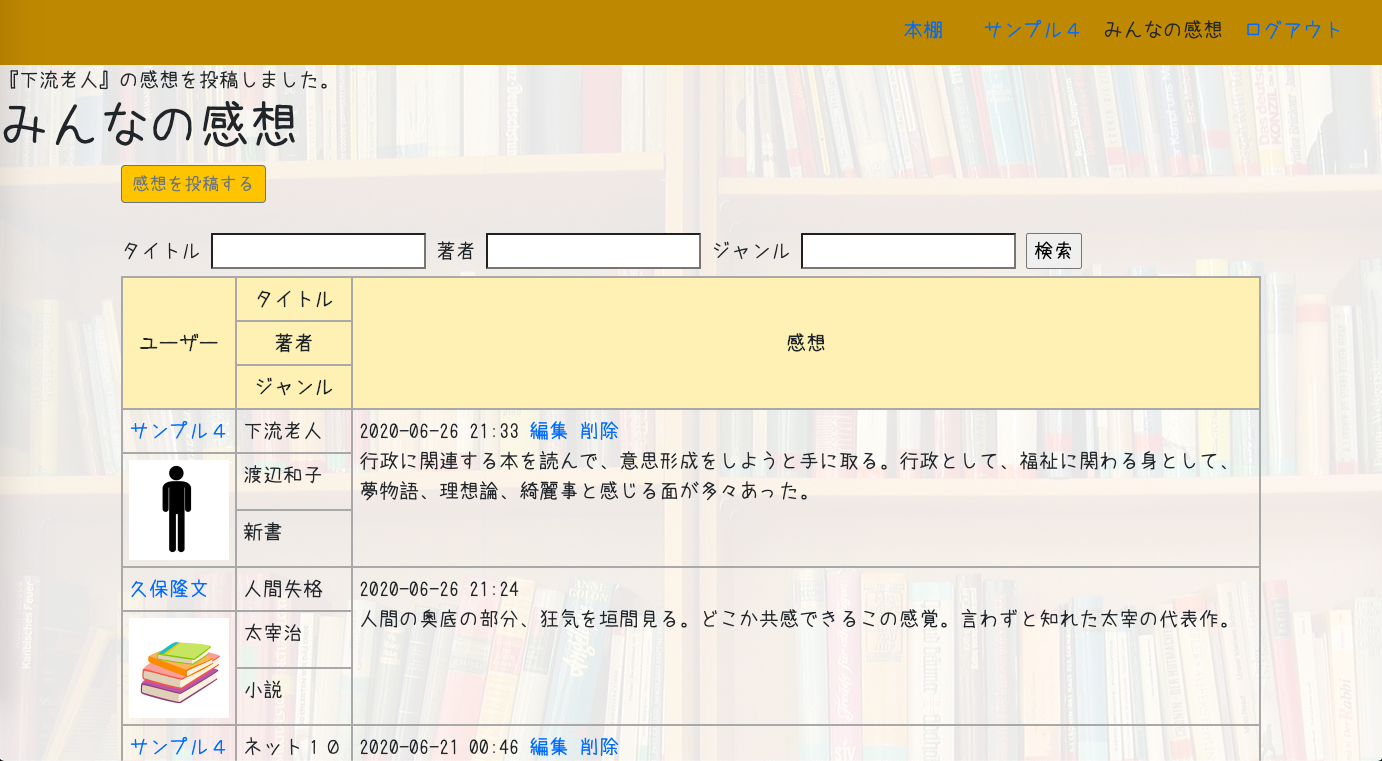 本棚 サンプル４ みんなの感想 ログアウト
『下流老人』の感想を投稿しました。
みんなの感想
感想を投稿する
タイトル 著者 ジャンル 検索
ユーザー
タイトル
著者
ジャンル
感想
サンプル４
下流老人
渡辺和子
新書
2020-06-26 21:33 編集 削除
行政に関連する本を読んで、意思形成をしようと手に取る。行政として、福祉に関わる身として、
夢物語、理想論、綺麗事と感じる面が多々あった。
久保隆文
人間失格
太宰治
小説
2020-06-26 21:24
人間の奥底の部分、狂気を垣間見る。どこか共感できるこの感覚。言わずと知れた太宰の代表作。
サンプル４
ネット１０
2020-06-21 00:46 編集 削除